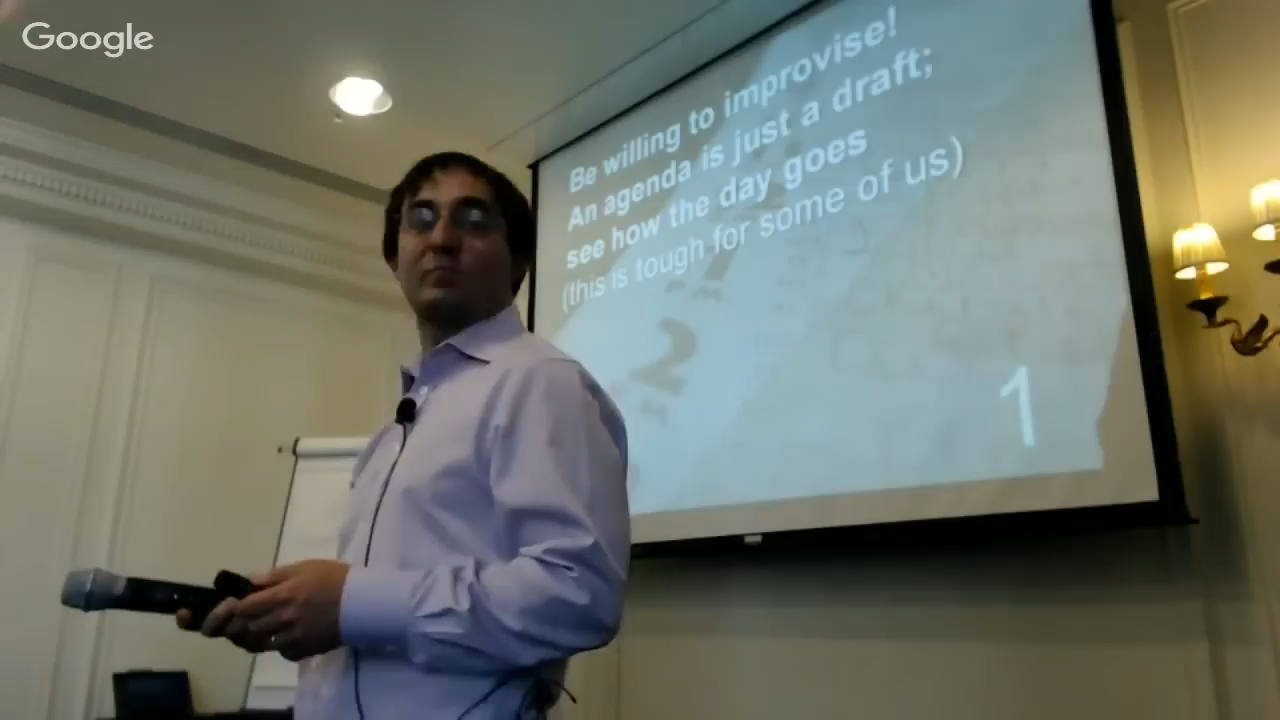 Google
Be willing to improvise!
An agenda is just a draft;
see how the day goes
(this is tough for some of us)
2
1